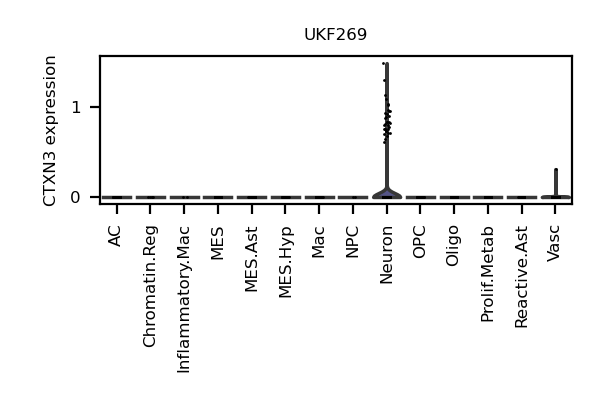 UKF269
CTXN3 expression
1
0
AC
Chromatin.Reg
Inflammatory.Mac
MES
MES.Ast
MES.Hyp
Mac
NPC
Neuron
OPC
Oligo
Prolif.Metab
Reactive.Ast
Vasc